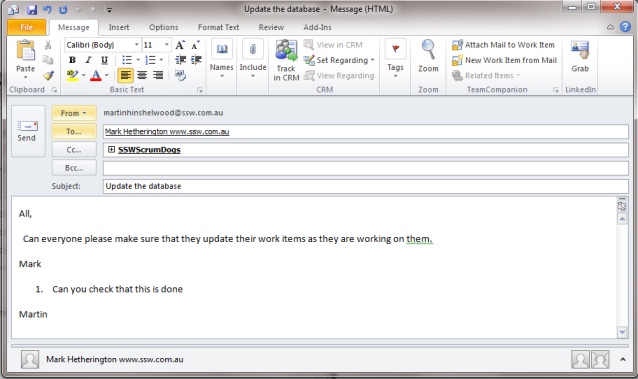 Update the database - Message (HTML)
File Message Insert Options Format Text Review Add-Ins
Calibri (Body) 11 A A View in CRM Attach Mail to Work Item
B I U Set Regarding New Work Item from Mail
Paste Names Include Track in CRM View Regarding Tags Zoom Related Items Grab
Clipboard Basic Text CRM Zoom TeamCompanion LinkedIn
From martinhinshelwood@ssw.com.au
Send To... Mark Hetherington www.ssw.com.au
Cc... SSWScrumDogs
Bcc...
Subject: Update the database
All,
Can everyone please make sure that they update their work items as they are working on them.
Mark
1. Can you check that this is done
Martin
Mark Hetherington www.ssw.com.au